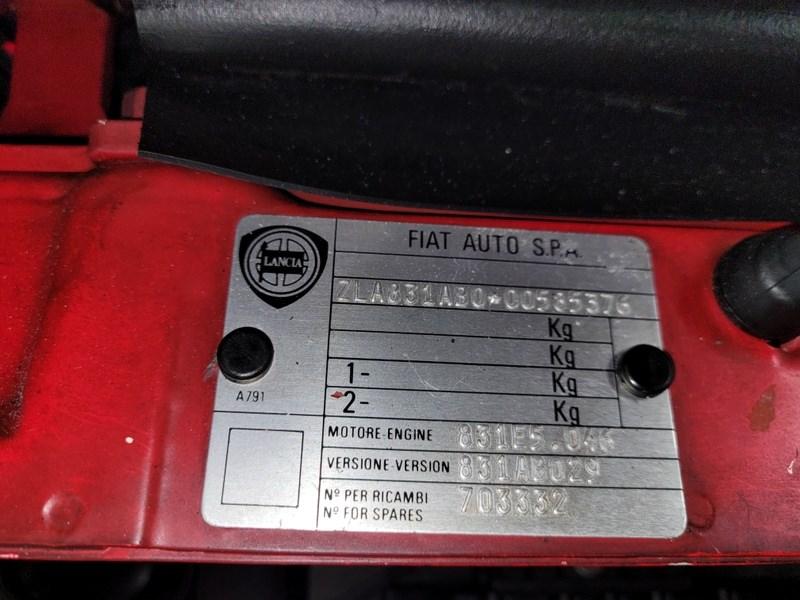 FIAT AUTO S.P.A.
LANCIA
ZLA831AB0*00585376
Kg
Kg
1- Kg
2- Kg
A791
MOTORE-ENGINE 831E5.046
VERSIONE-VERSION 831AB029
Nº PER RICAMBI
Nº FOR SPARES
703332